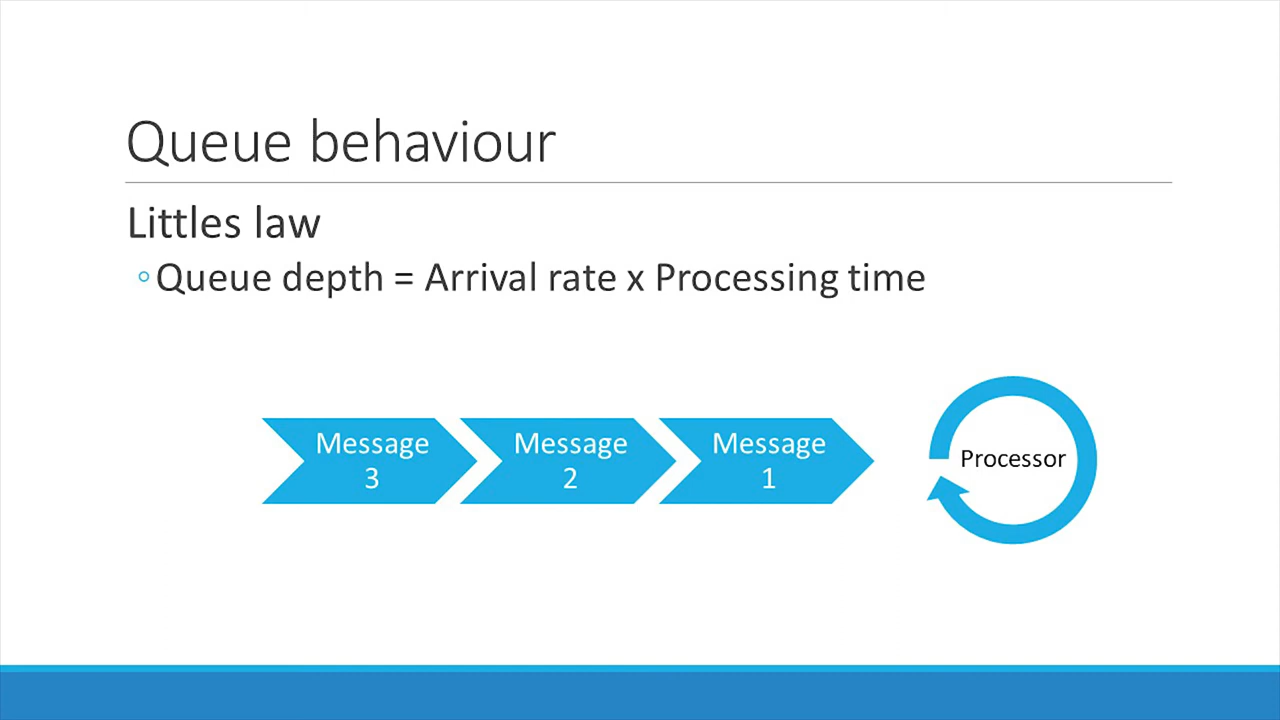 Queue behaviour
Littles law
◦Queue depth = Arrival rate x Processing time
Message
3
Message
2
Message
1
Processor